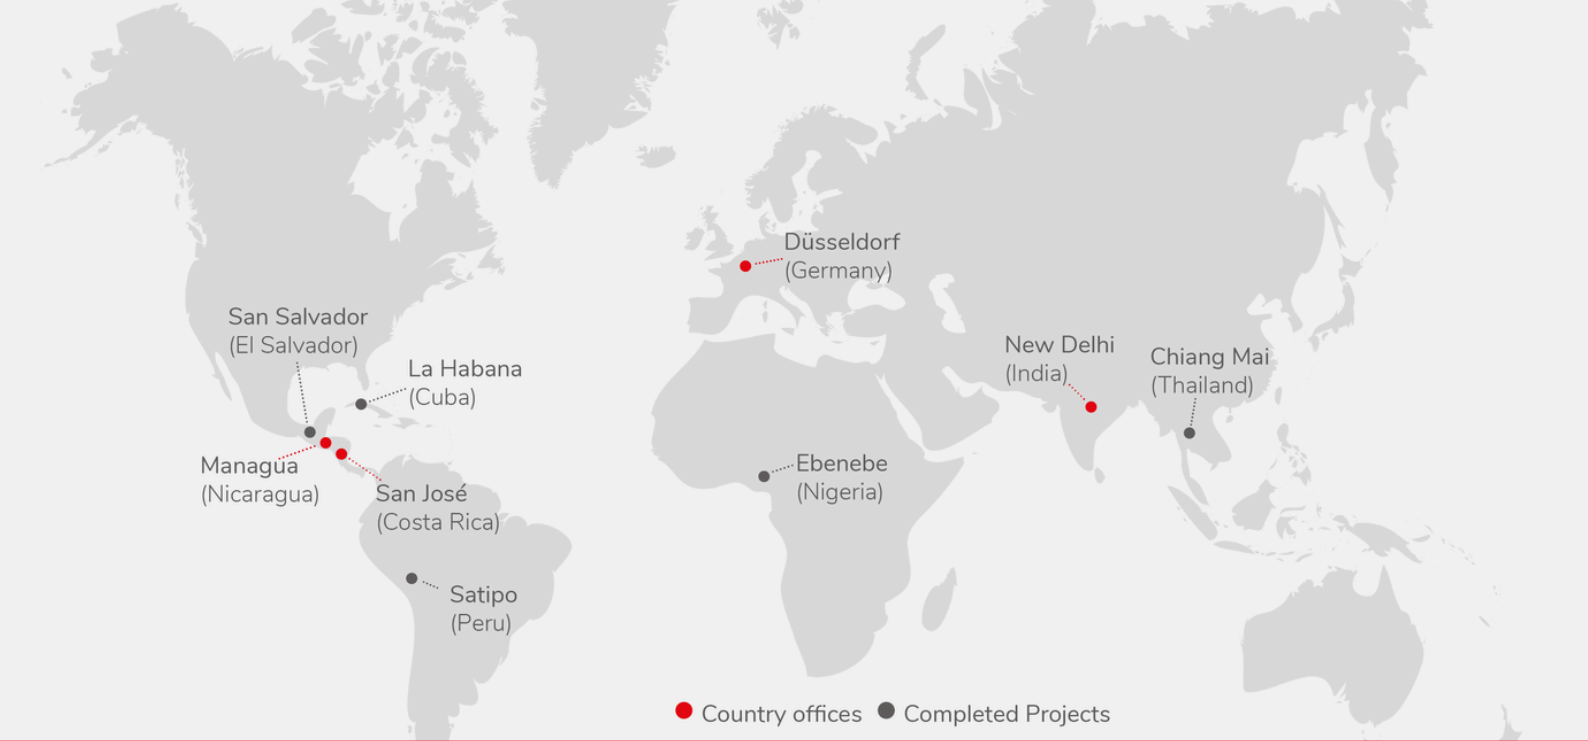 Düsseldorf
(Germany)
San Salvador
(El Salvador)
La Habana
(Cuba)
New Delhi
(India)
Chiang Mai
(Thailand)
Managua
(Nicaragua)
San José
(Costa Rica)
Ebenebe
(Nigeria)
Satipo
(Peru)
Country offices
Completed Projects